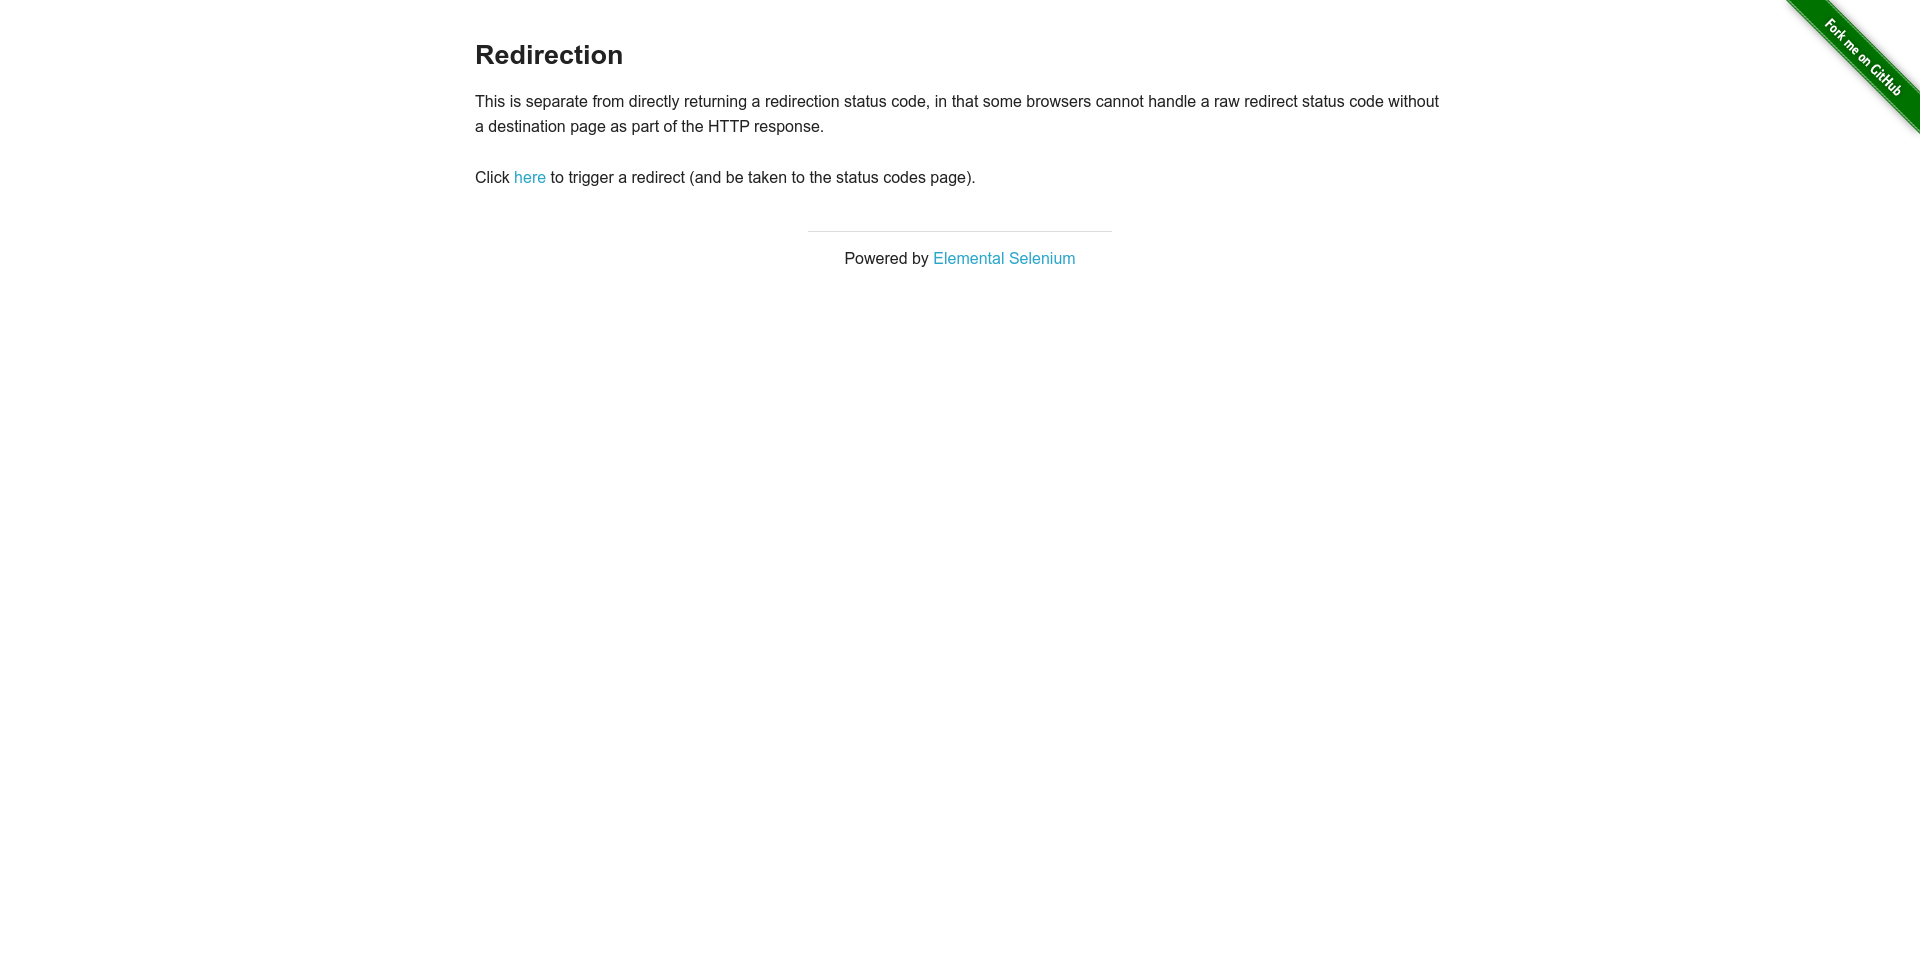 Redirection
Fork me on GitHub
This is separate from directly returning a redirection status code, in that some browsers cannot handle a raw redirect status code without
a destination page as part of the HTTP response.
Click here to trigger a redirect (and be taken to the status codes page).
Powered by Elemental Selenium